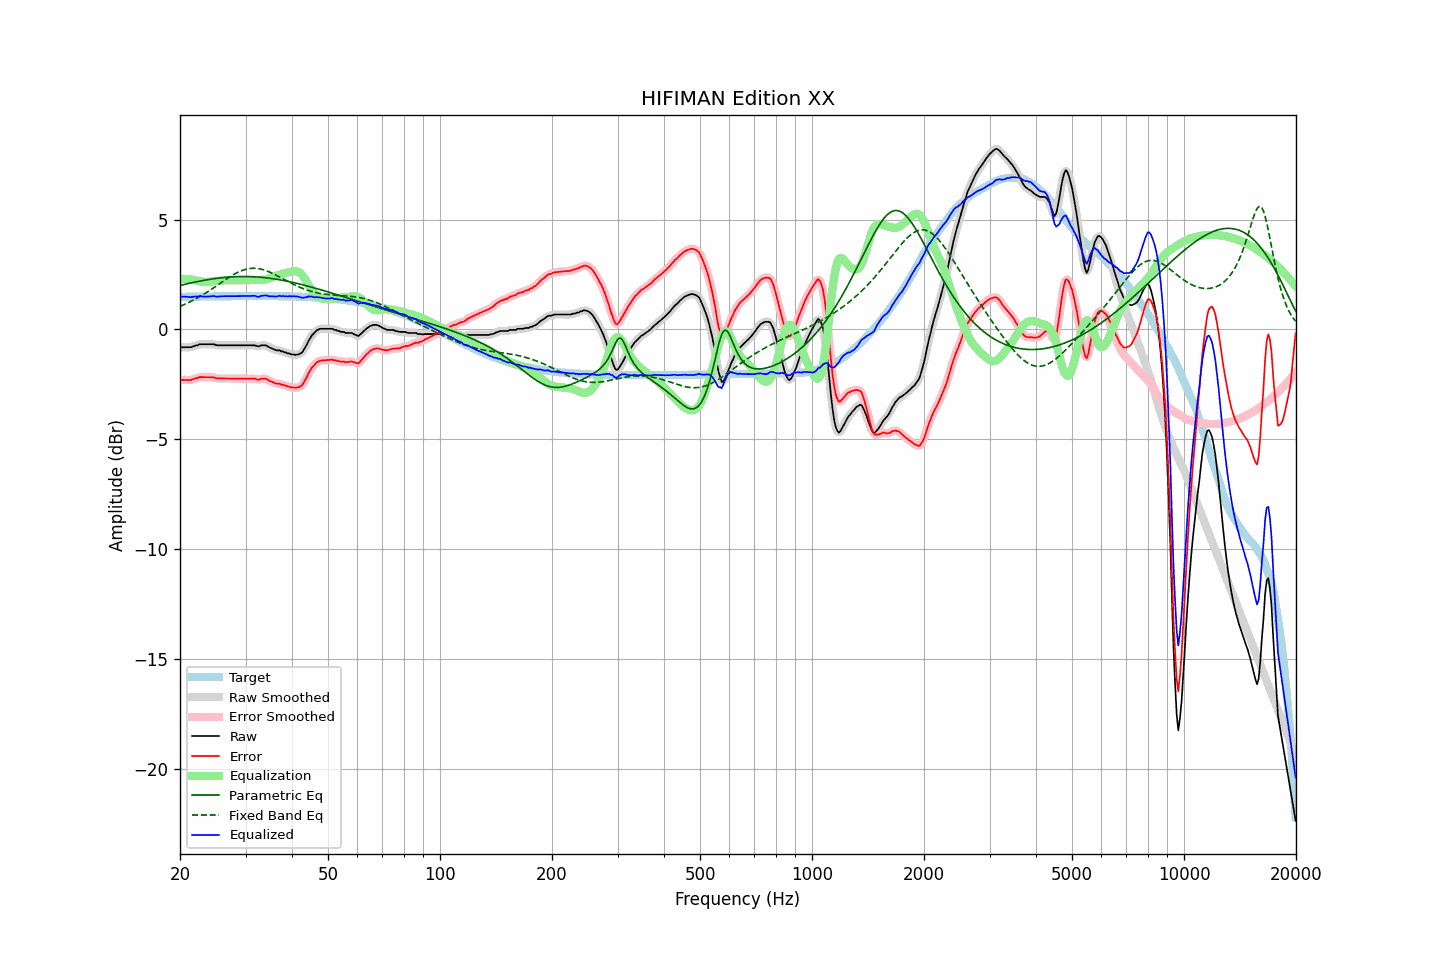 HIFIMAN Edition XX
Amplitude (dBr)
5
0
−5
−10
−15
−20
Target
Raw Smoothed
Error Smoothed
Raw
Error
Equalization
Parametric Eq
Fixed Band Eq
Equalized
20 50 100 200 500 1000 2000 5000 10000 20000
Frequency (Hz)